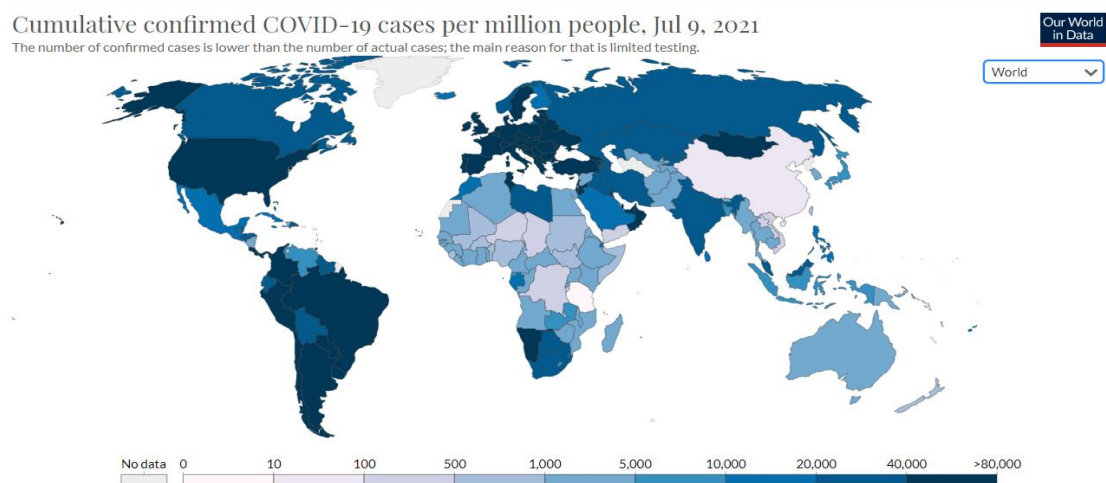 Cumulative confirmed COVID-19 cases per million people, Jul 9, 2021
The number of confirmed cases is lower than the number of actual cases; the main reason for that is limited testing.
Our World
in Data
World
No data 0 10 100 500 1,000 5,000 10,000 20,000 40,000 >80,000